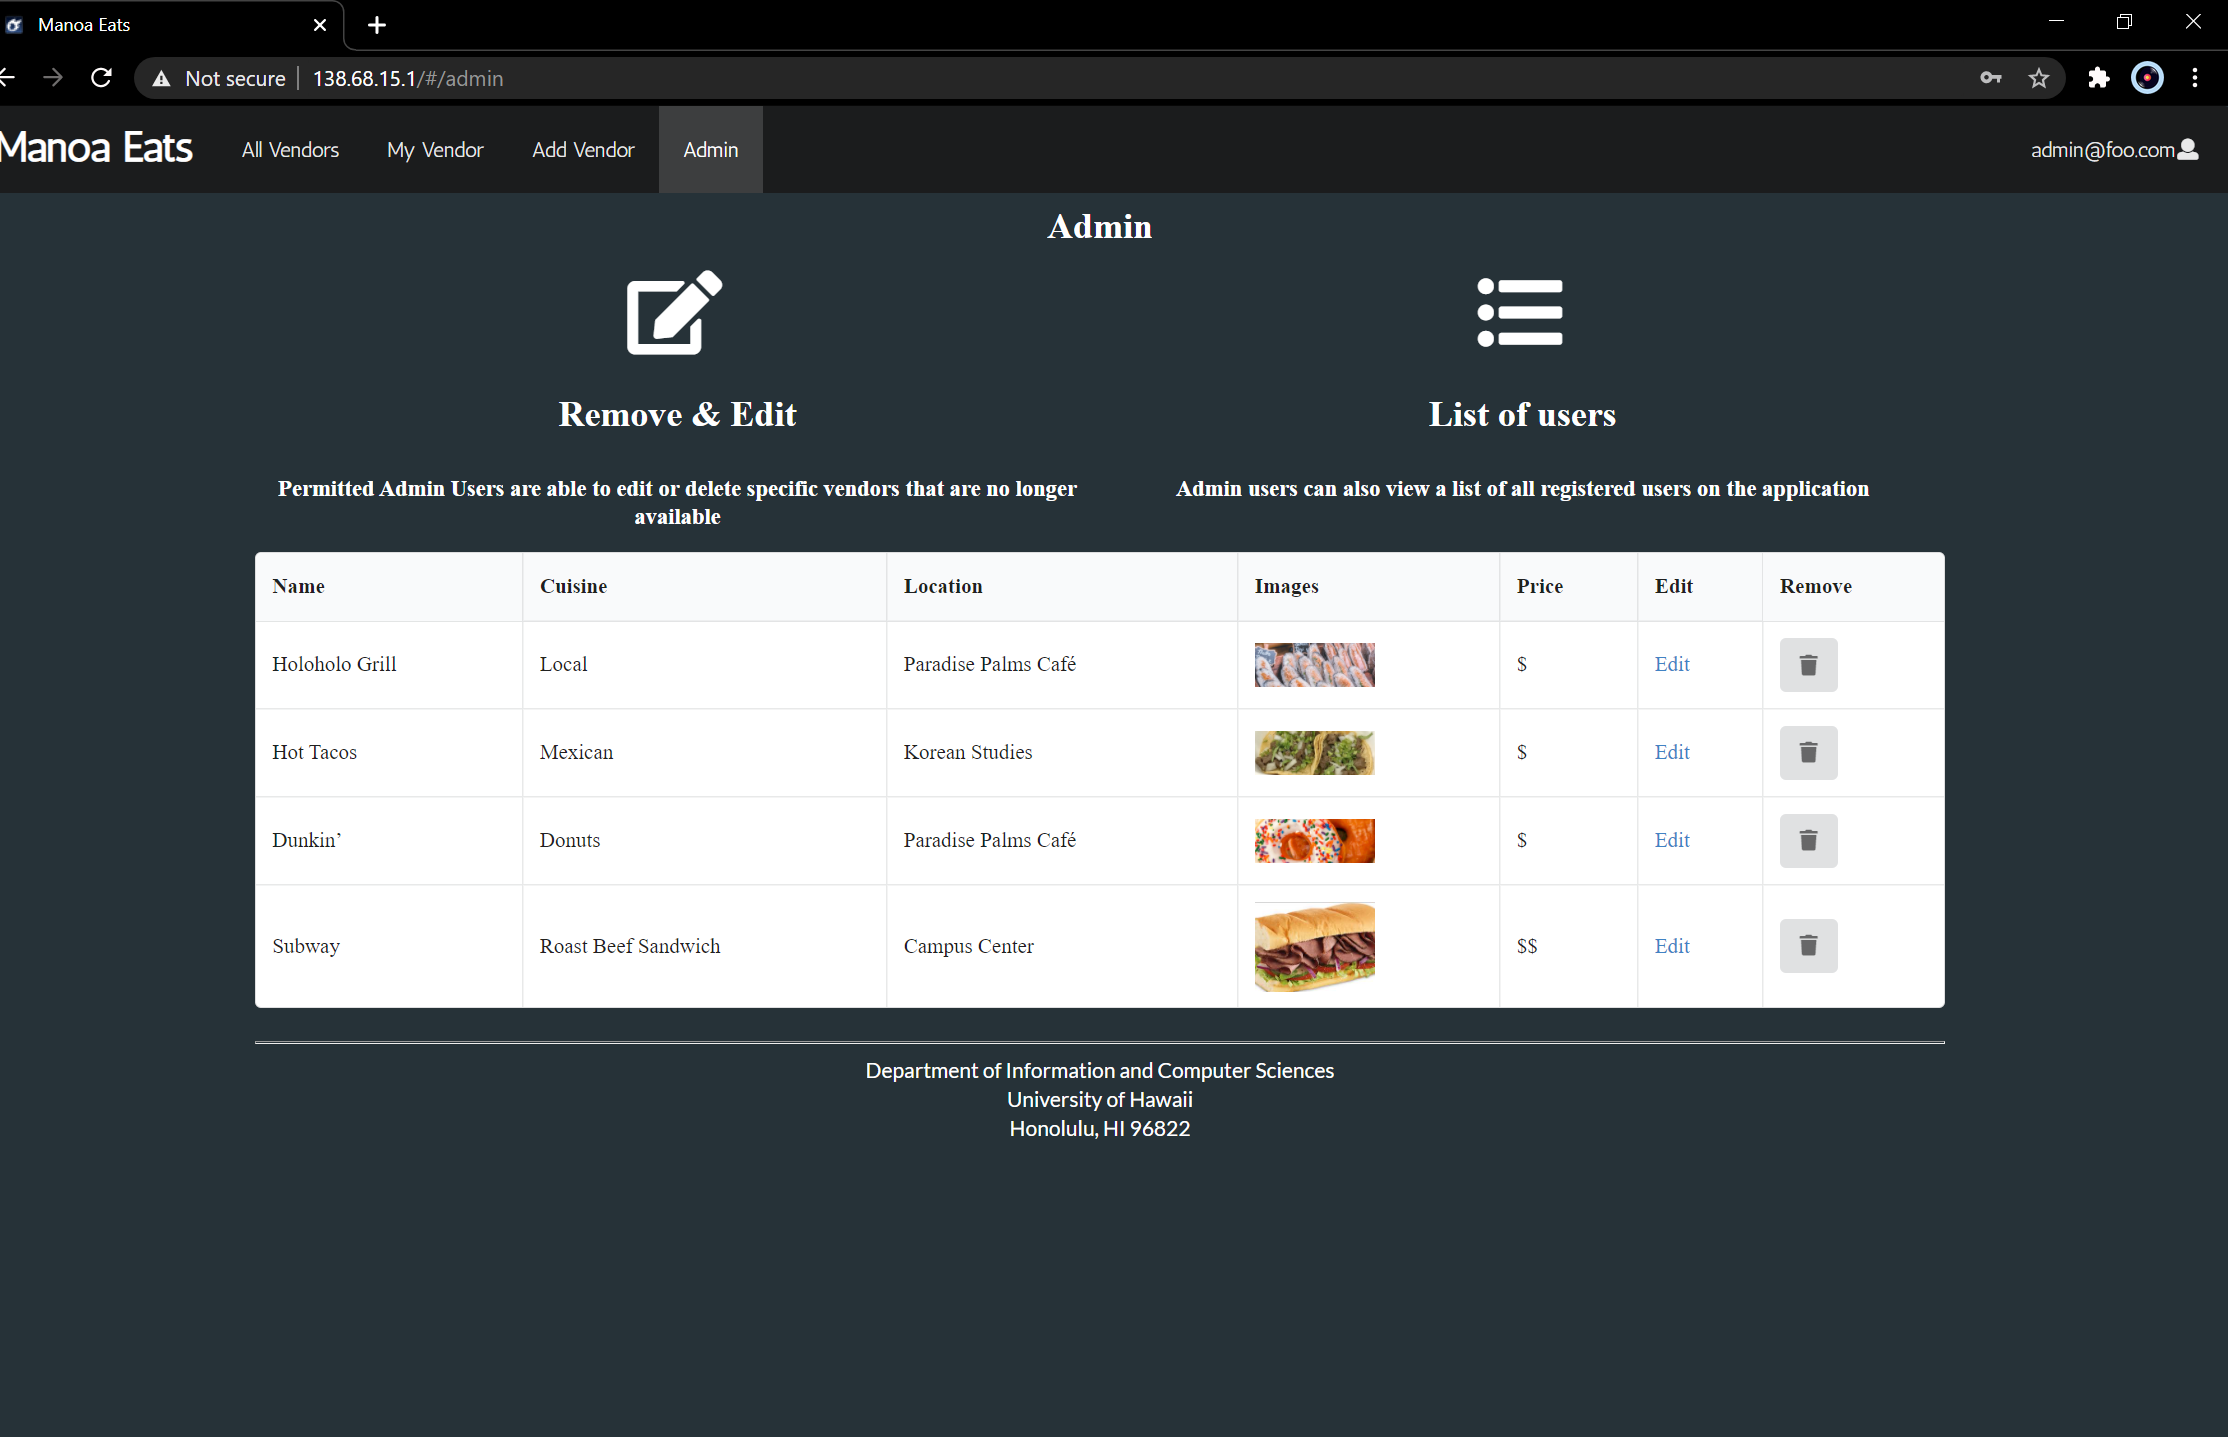 Manoa Eats
Not secure 138.68.15.1/#/admin
Manoa Eats All Vendors My Vendor Add Vendor Admin admin@foo.com
Admin
Remove & Edit
List of users
Permitted Admin Users are able to edit or delete specific vendors that are no longer
available
Admin users can also view a list of all registered users on the application
Name Cuisine Location Images Price Edit Remove
Holoholo Grill Local Paradise Palms Café $ Edit
Hot Tacos Mexican Korean Studies $ Edit
Dunkin’ Donuts Paradise Palms Café $ Edit
Subway Roast Beef Sandwich Campus Center $$ Edit
Department of Information and Computer Sciences
University of Hawaii
Honolulu, HI 96822